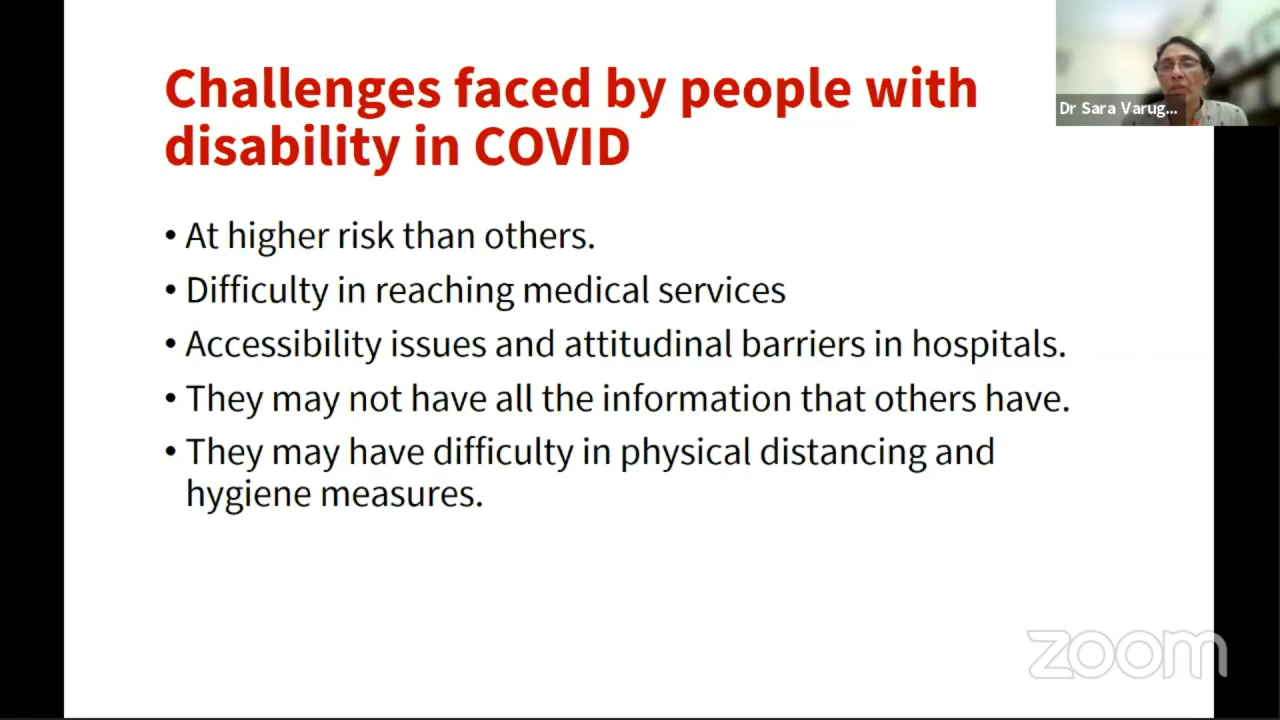 Challenges faced by people with
disability in COVID
Dr Sara Varug...
• At higher risk than others.
• Difficulty in reaching medical services
• Accessibility issues and attitudinal barriers in hospitals.
• They may not have all the information that others have.
• They may have difficulty in physical distancing and
hygiene measures.
zoom